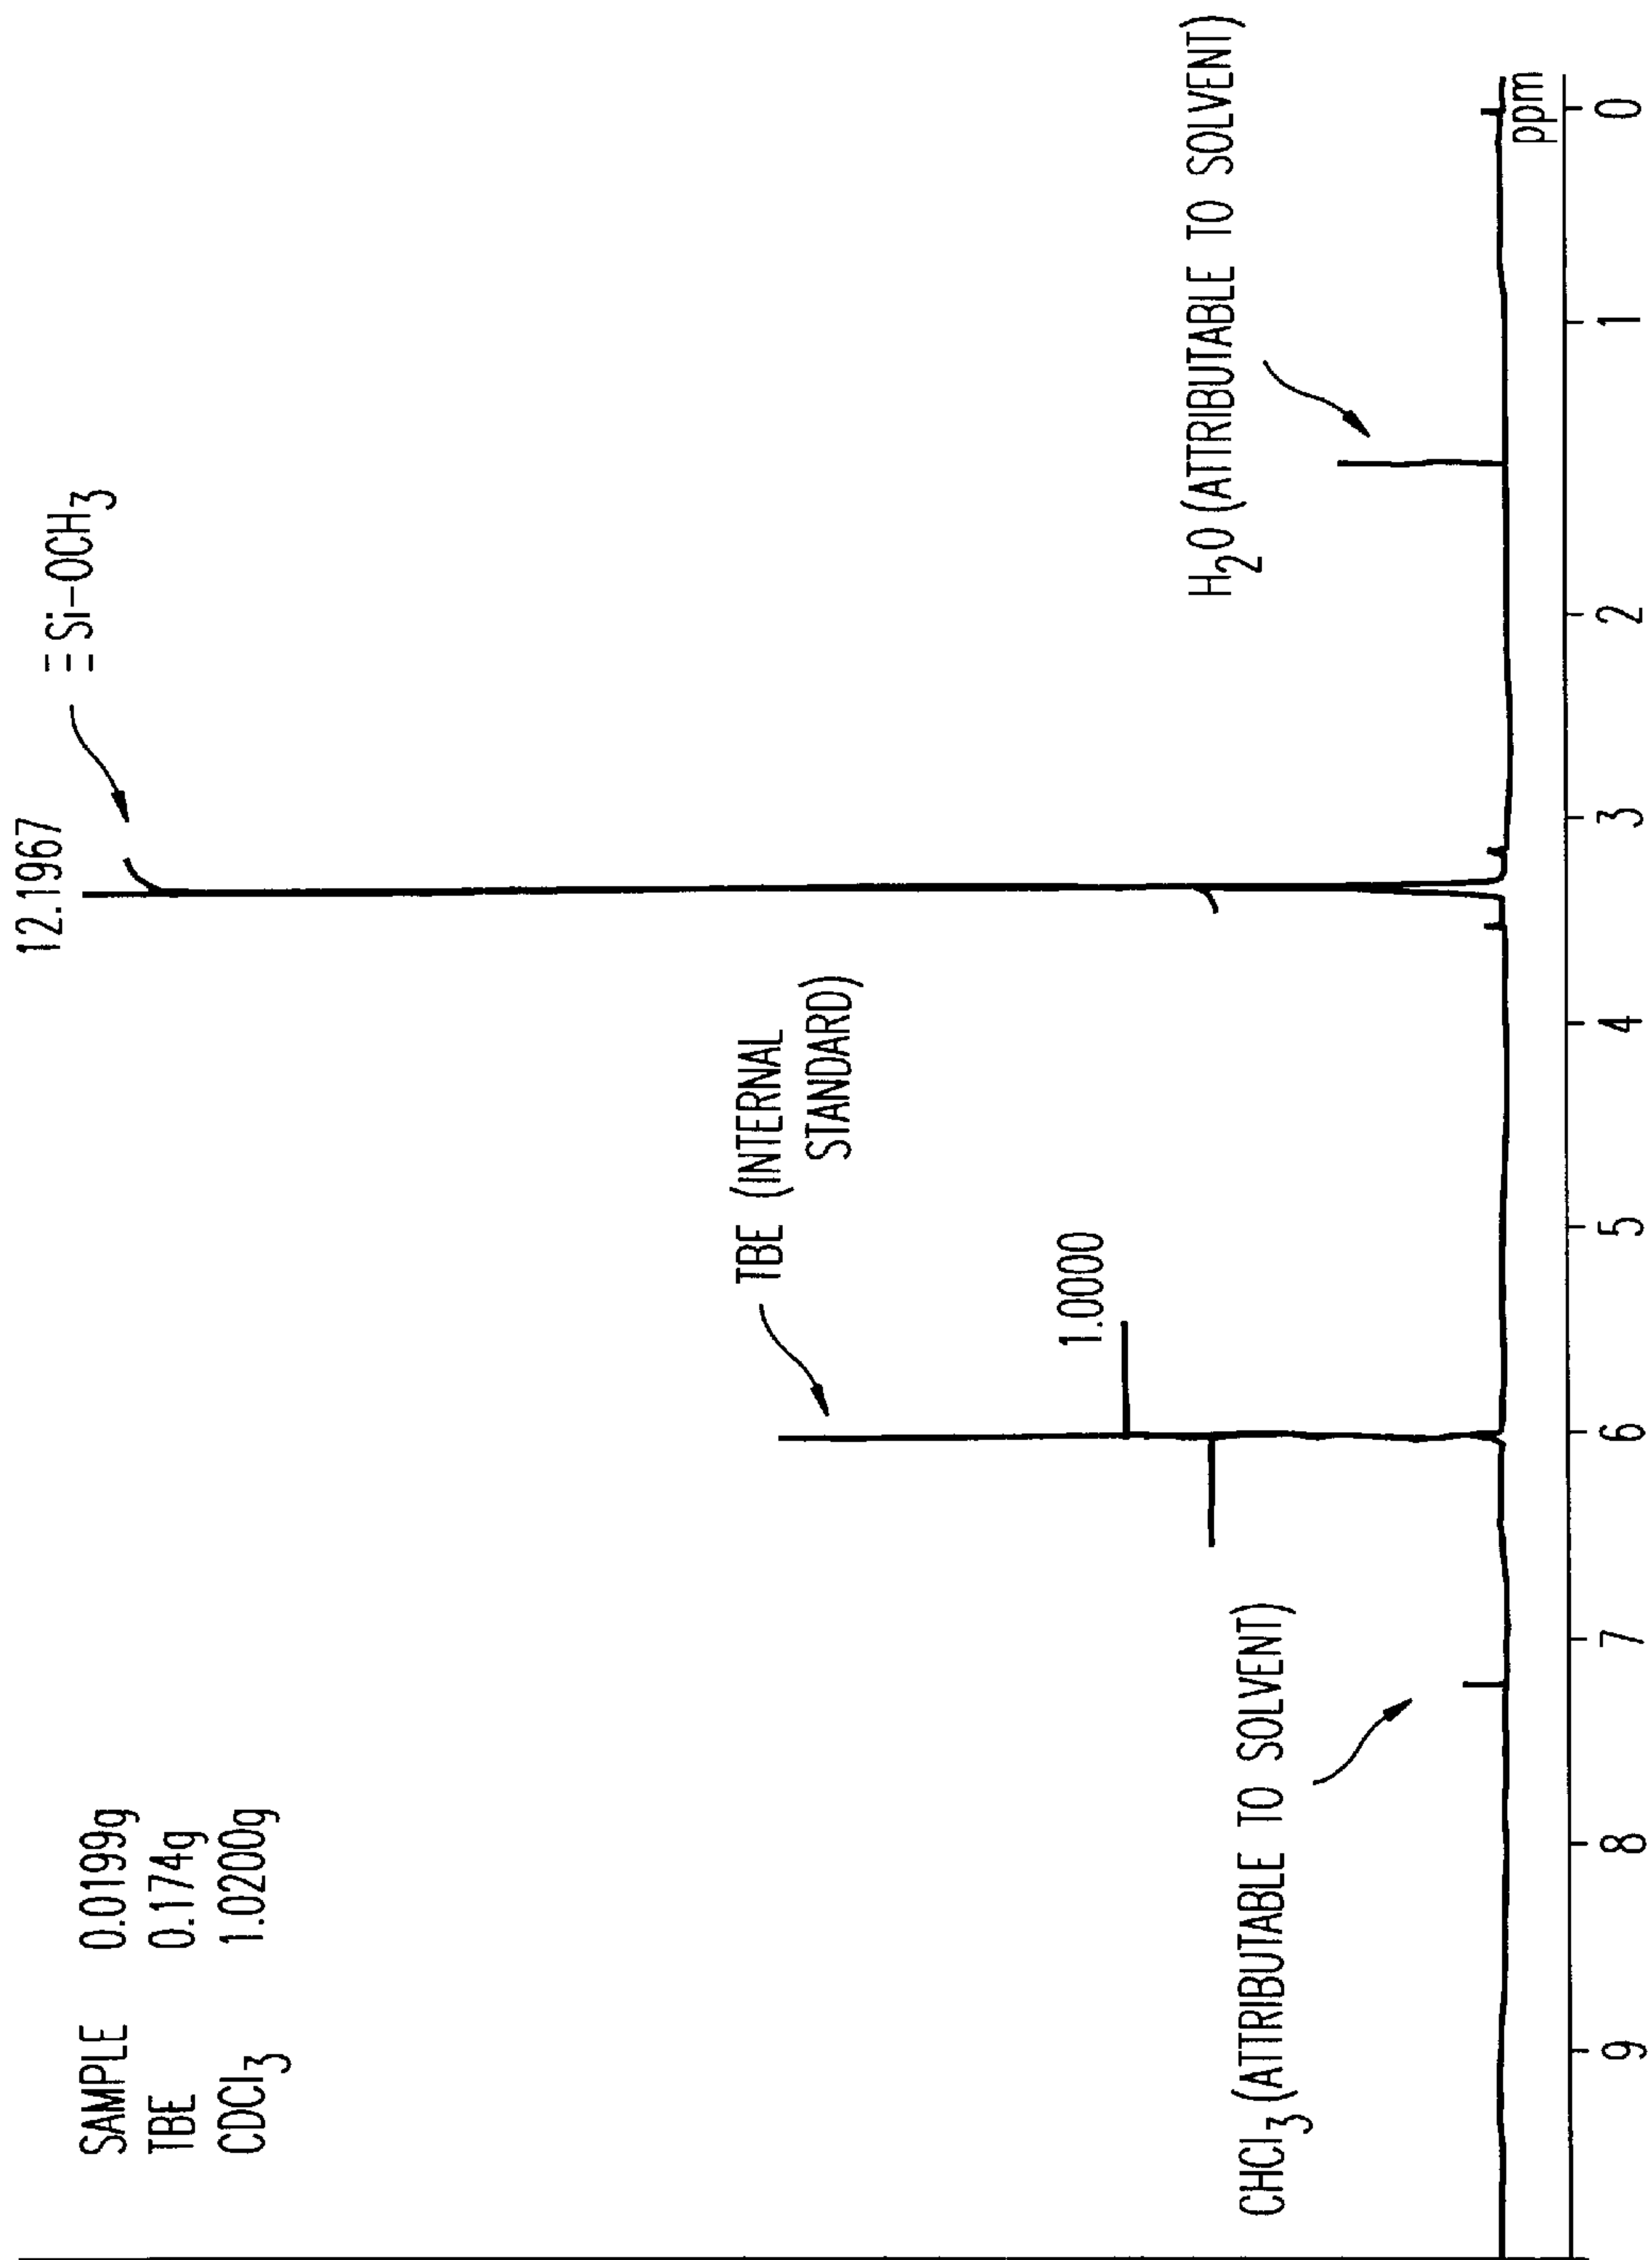 SAMPLE 0.0199g
TBE 0.174g
CDCl3 1.0200g
12.1967
≡Si-OCH3
TBE (INTERNAL
STANDARD)
1.0000
CHCl3 (ATTRIBUTABLE TO SOLVENT)
H2O (ATTRIBUTABLE TO SOLVENT)
ppm
9 8 7 6 5 4 3 2 1 0